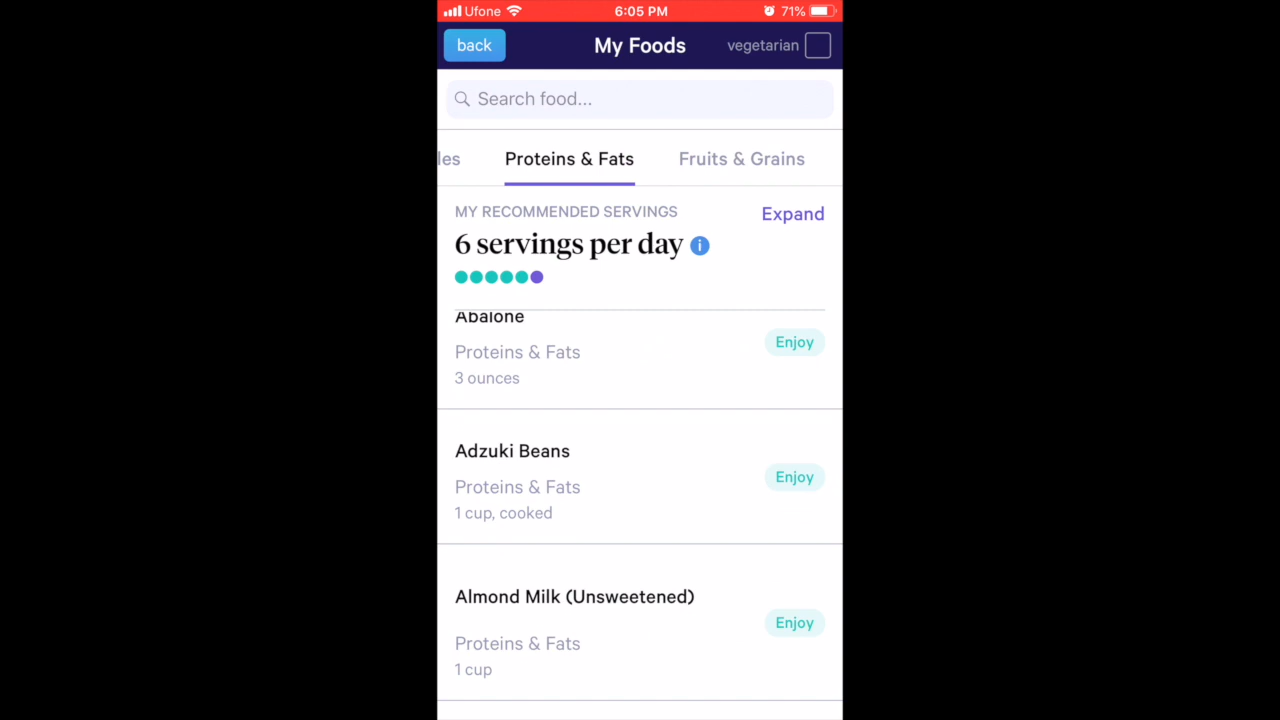 Ufone 6:05 PM 71%
back My Foods vegetarian
Search food...
les Proteins & Fats Fruits & Grains
MY RECOMMENDED SERVINGS Expand
6 servings per day i
Abalone
Enjoy
Proteins & Fats
3 ounces
Adzuki Beans
Enjoy
Proteins & Fats
1 cup, cooked
Almond Milk (Unsweetened)
Enjoy
Proteins & Fats
1 cup